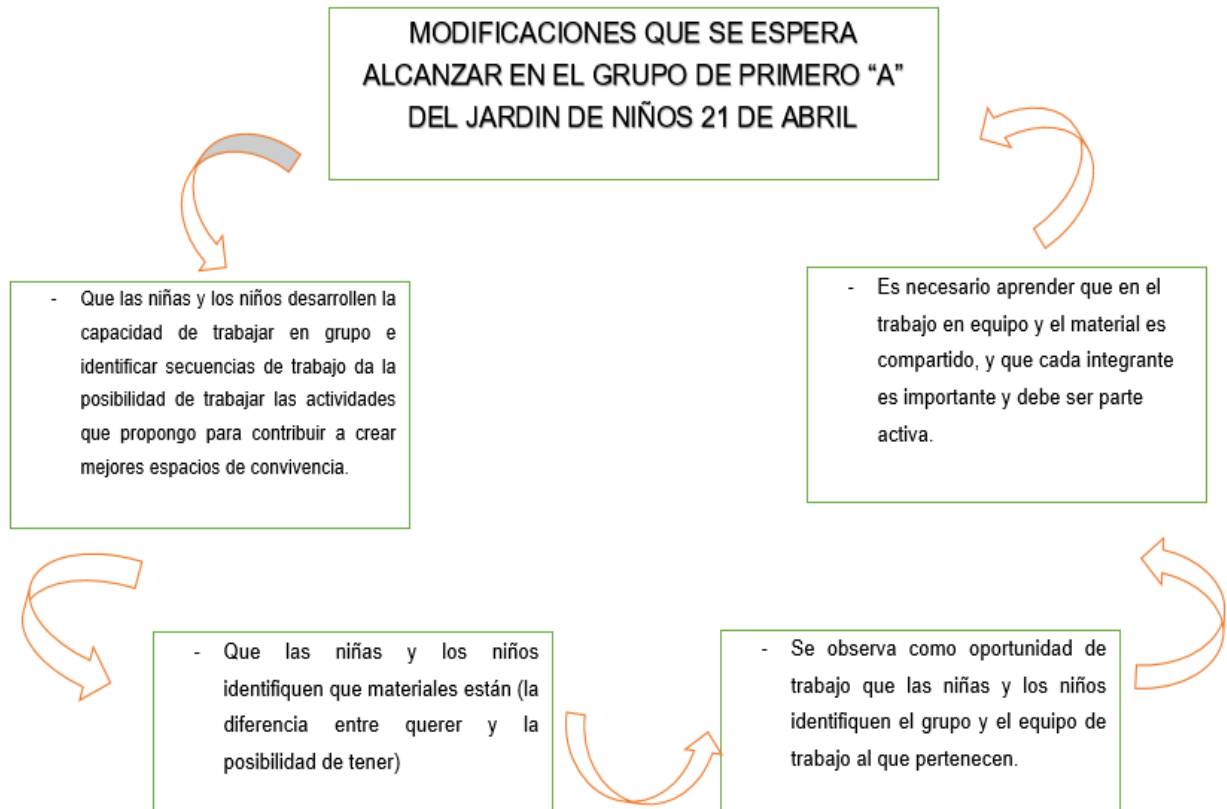 MODIFICACIONES QUE SE ESPERA
ALCANZAR EN EL GRUPO DE PRIMERO “A”
DEL JARDIN DE NIÑOS 21 DE ABRIL
- Que las niñas y los niños desarrollen la
capacidad de trabajar en grupo e
identificar secuencias de trabajo da la
posibilidad de trabajar las actividades
que propongo para contribuir a crear
mejores espacios de convivencia.
- Que las niñas y los niños
identifiquen que materiales están (la
diferencia entre querer y la
posibilidad de tener)
- Se observa como oportunidad de
trabajo que las niñas y los niños
identifiquen el grupo y el equipo de
trabajo al que pertenecen.
- Es necesario aprender que en el
trabajo en equipo y el material es
compartido, y que cada integrante
es importante y debe ser parte
activa.